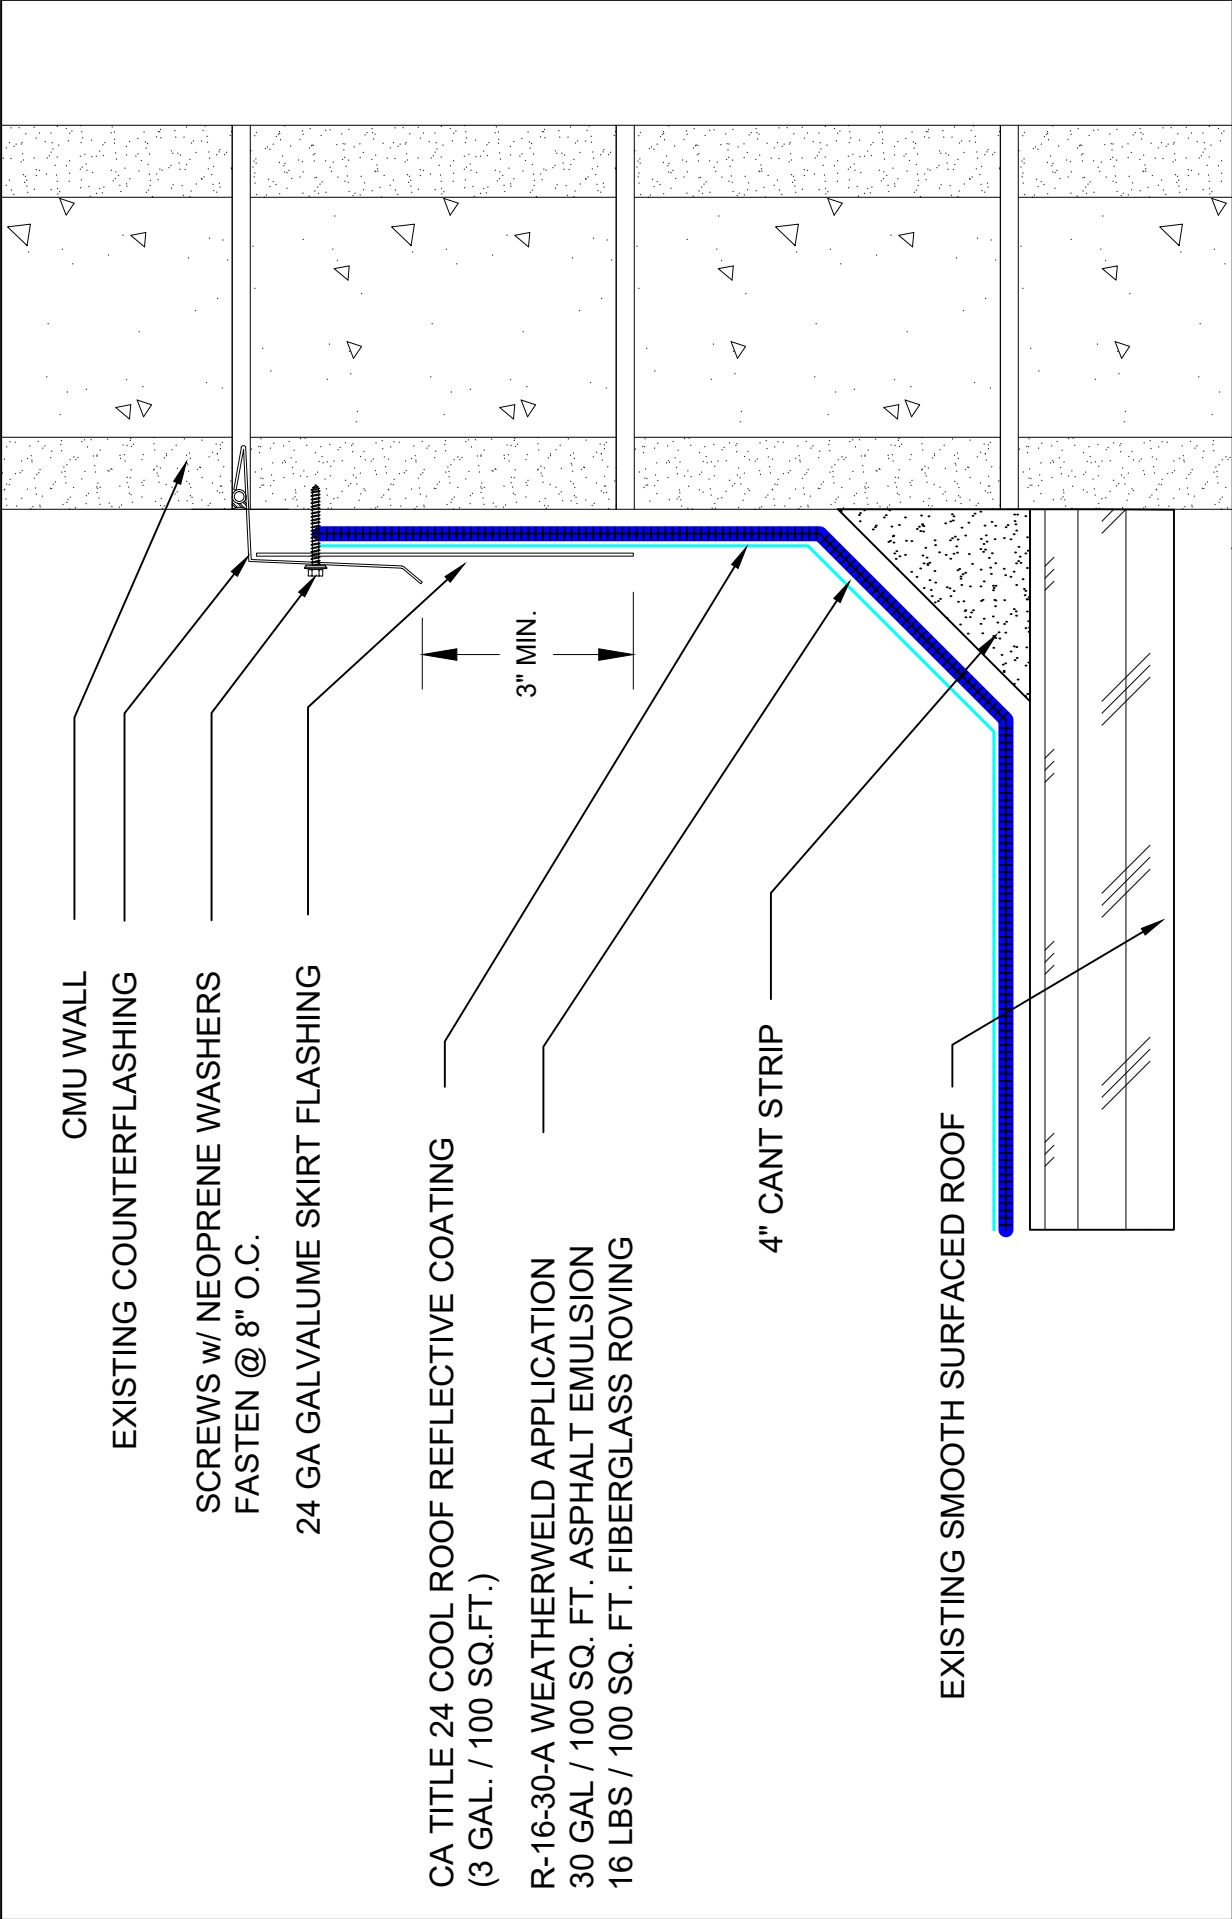 CMU WALL
EXISTING COUNTERFLASHING
SCREWS w/ NEOPRENE WASHERS
FASTEN @ 8" O.C.
24 GA GALVALUME SKIRT FLASHING
3" MIN.
CA TITLE 24 COOL ROOF REFLECTIVE COATING
(3 GAL. / 100 SQ.FT.)
R-16-30-A WEATHERWELD APPLICATION
30 GAL / 100 SQ. FT. ASPHALT EMULSION
16 LBS / 100 SQ. FT. FIBERGLASS ROVING
4" CANT STRIP
EXISTING SMOOTH SURFACED ROOF